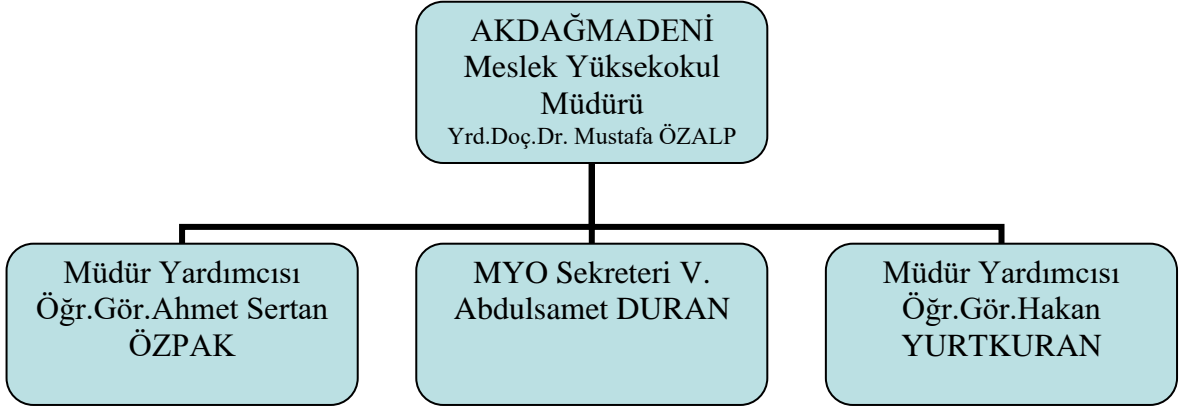 AKDAĞMADENİ
Meslek Yüksekokul
Müdürü
Yrd.Doç.Dr. Mustafa ÖZALP
Müdür Yardımcısı
Öğr.Gör.Ahmet Sertan
ÖZPAK
MYO Sekreteri V.
Abdulsamet DURAN
Müdür Yardımcısı
Öğr.Gör.Hakan
YURTKURAN